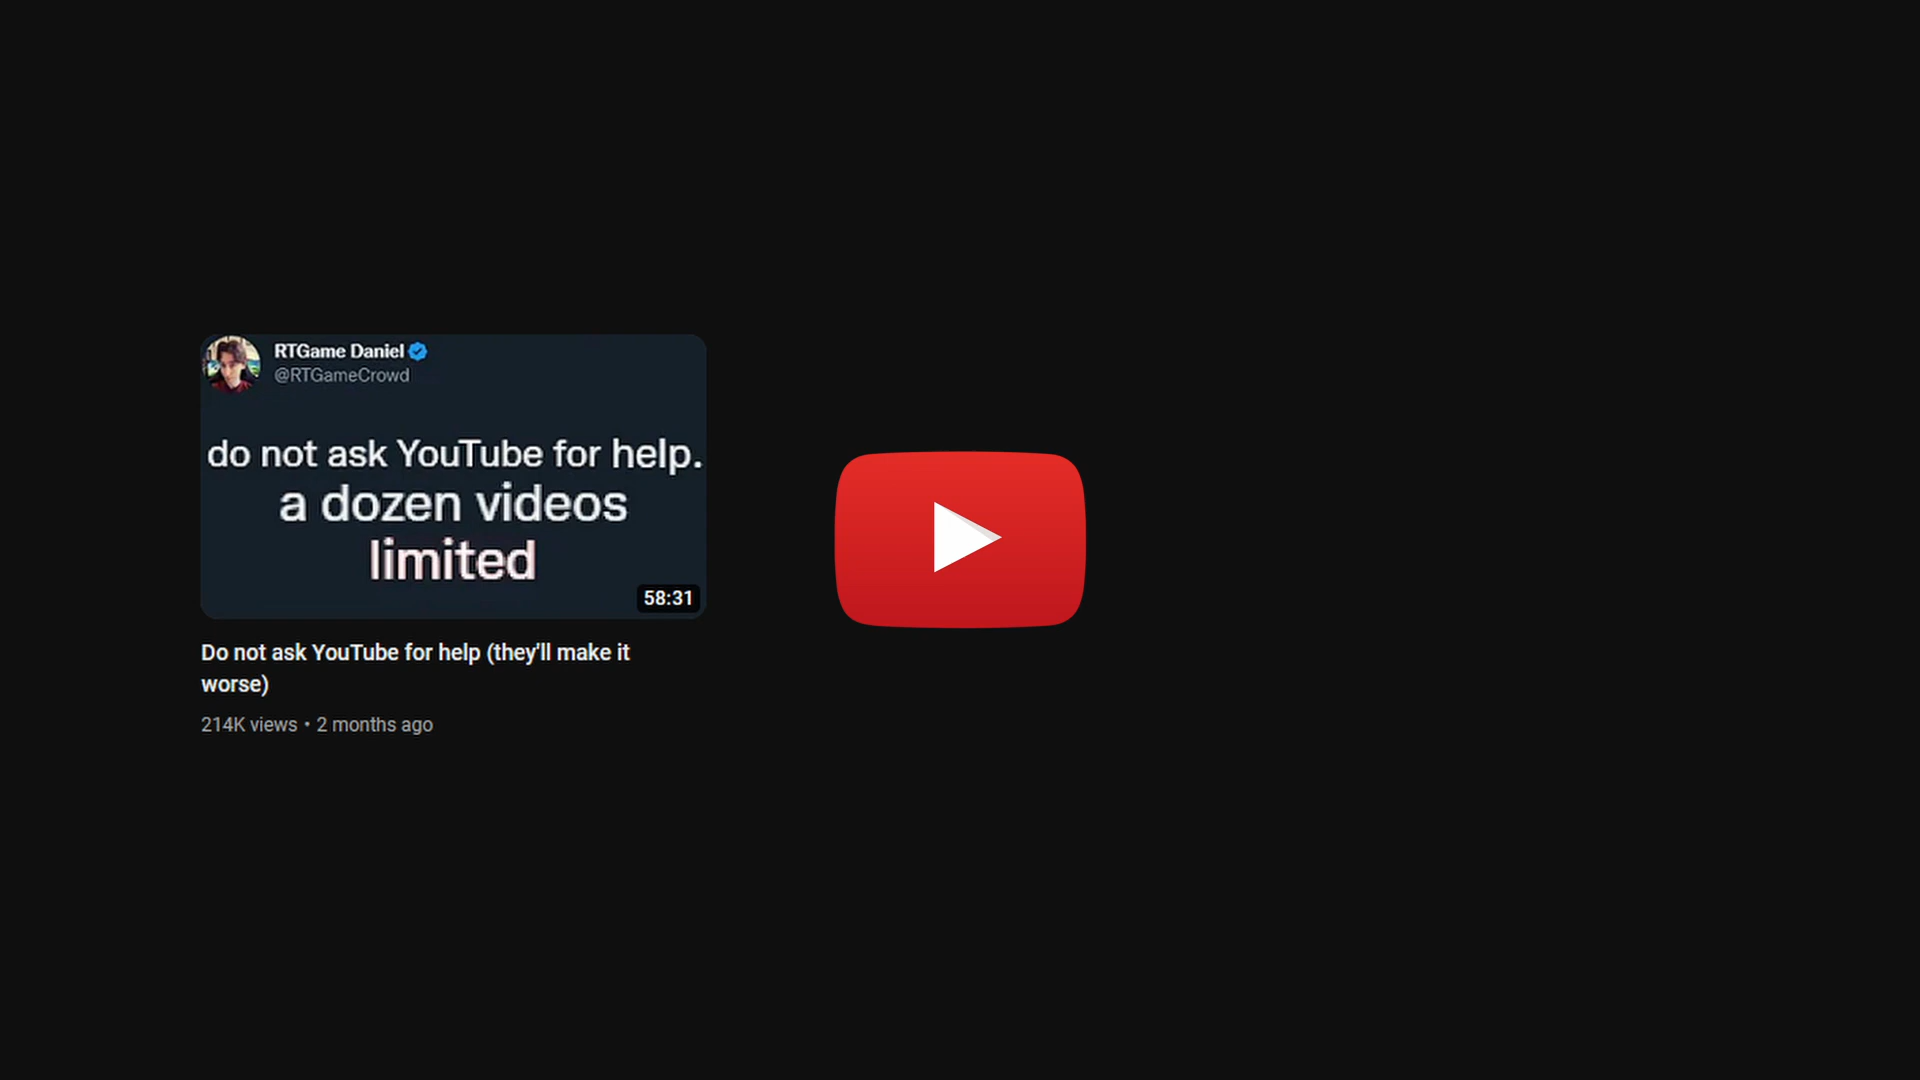 RTGame Daniel
@RTGameCrowd
do not ask YouTube for help.
a dozen videos
limited
58:31
Do not ask YouTube for help (they'll make it
worse)
214K views • 2 months ago